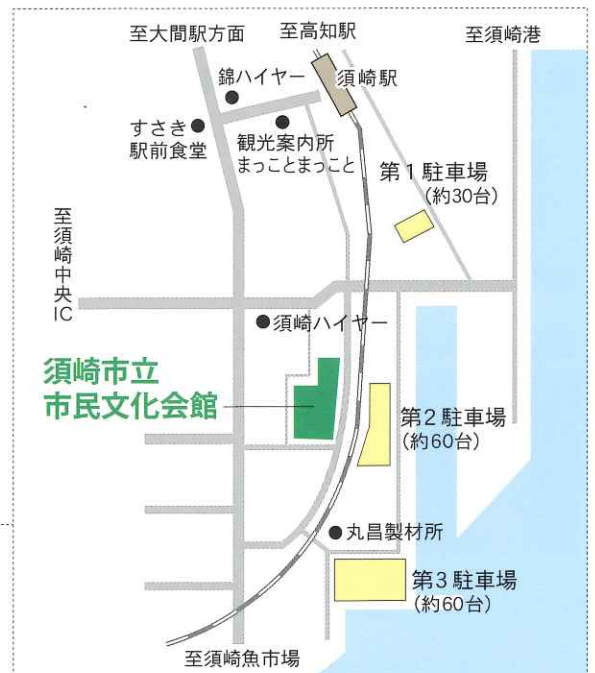 至大間駅方面
至高知駅
至須崎港
錦ハイヤー
須崎駅
すさき
駅前食堂
観光案内所
まっことまっこと
第1駐車場
(約30台)
至須崎中央IC
須崎ハイヤー
須崎市立
市民文化会館
第2駐車場
(約60台)
丸昌製材所
第3駐車場
(約60台)
至須崎魚市場